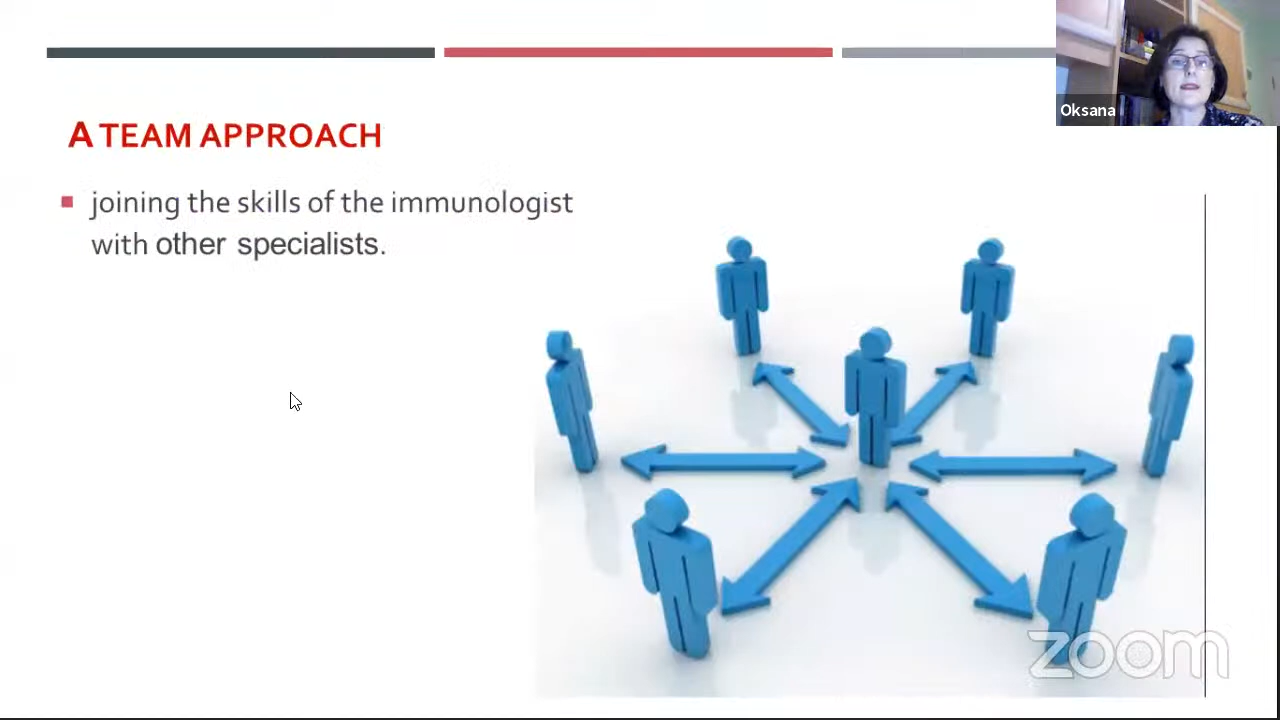 Oksana
A TEAM APPROACH
joining the skills of the immunologist
with other specialists.
zoom